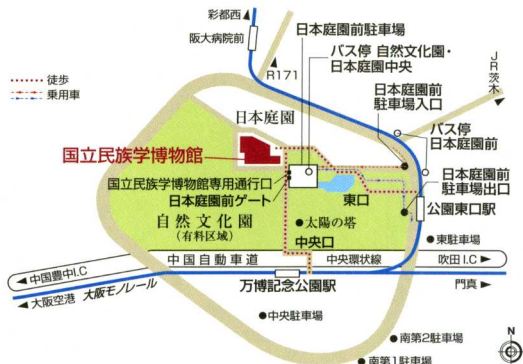 彩都西
阪大病院前
日本庭園前駐車場
バス停 自然文化園・
日本庭園中央
R171
JR茨木
徒歩
乗用車
日本庭園前
駐車場入口
日本庭園
バス停
日本庭園前
国立民族学博物館
国立民族学博物館専用通行口
日本庭園前ゲート
東口
日本庭園前
駐車場出口
公園東口駅
自然文化園
(有料区域)
太陽の塔
中央口
東駐車場
中国自動車道
中央環状線
吹田I.C
中国豊中I.C
大阪空港
大阪モノレール
万博記念公園駅
門真
中央駐車場
南第2駐車場
南第1駐車場
N